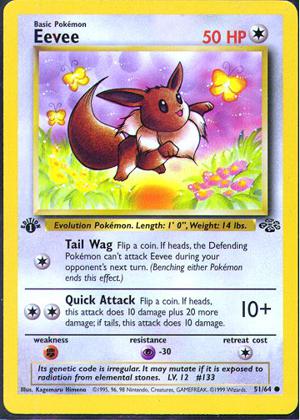 Basic Pokémon
Eevee
50 HP
EDITION
1
Evolution Pokémon. Length: 1' 0", Weight: 14 lbs.
Tail Wag Flip a coin. If heads, the Defending
Pokémon can't attack Eevee during your
opponent's next turn. (Benching either Pokémon
ends this effect.)
Quick Attack Flip a coin. If heads,
this attack does 10 damage plus 20 more
damage; if tails, this attack does 10 damage.
10+
weakness
resistance
retreat cost
-30
Its genetic code is irregular. It may mutate if it is exposed to
radiation from elemental stones. LV. 12 #133
Illus. Kagemaru Himeno
©1995, 96, 98 Nintendo, Creatures, GAMEFREAK. ©1999 Wizards.
51/64